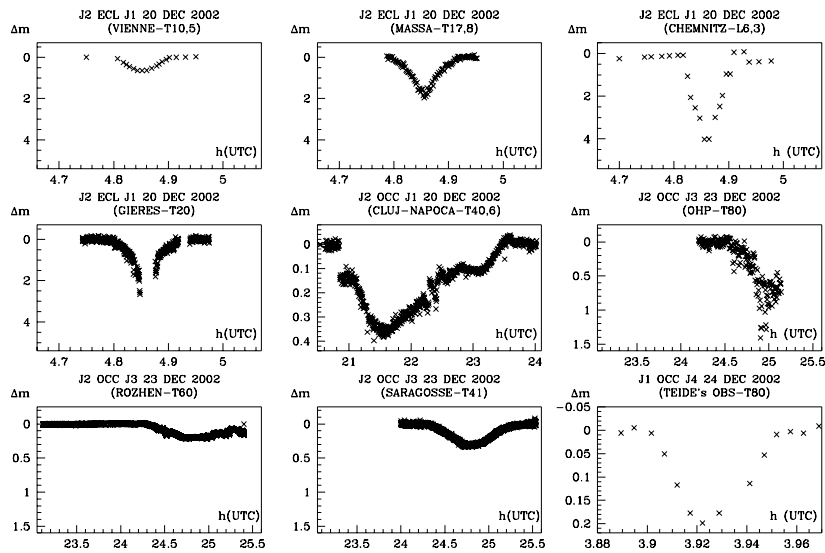 J2 ECL J1 20 DEC 2002
(VIENNE-T10,5)
Δm
0
2
4
h(UTC)
4.7 4.8 4.9 5
J2 ECL J1 20 DEC 2002
(MASSA-T17,8)
Δm
0
2
4
h(UTC)
4.7 4.8 4.9 5
J2 ECL J1 20 DEC 2002
(CHEMNITZ-L6,3)
Δm
0
2
4
h (UTC)
4.7 4.8 4.9 5
J2 ECL J1 20 DEC 2002
(GIERES-T20)
Δm
0
2
4
h(UTC)
4.7 4.8 4.9 5
J2 OCC J1 20 DEC 2002
(CLUJ-NAPOCA-T40,6)
Δm
0
0.1
0.2
0.3
0.4
h(UTC)
21 22 23 24
J2 OCC J3 23 DEC 2002
(OHP-T80)
Δm
0
0.5
1
1.5
h (UTC)
23.5 24 24.5 25 25.5
J2 OCC J3 23 DEC 2002
(ROZHEN-T60)
Δm
0
0.5
1
1.5
h(UTC)
23.5 24 24.5 25 25.5
J2 OCC J3 23 DEC 2002
(SARAGOSSE-T41)
Δm
0
0.5
1
1.5
h(UTC)
23.5 24 24.5 25 25.5
J1 OCC J4 24 DEC 2002
(TEIDE's OBS-T80)
Δm
-0.05
0
0.05
0.1
0.15
0.2
h (UTC)
3.88 3.9 3.92 3.94 3.96